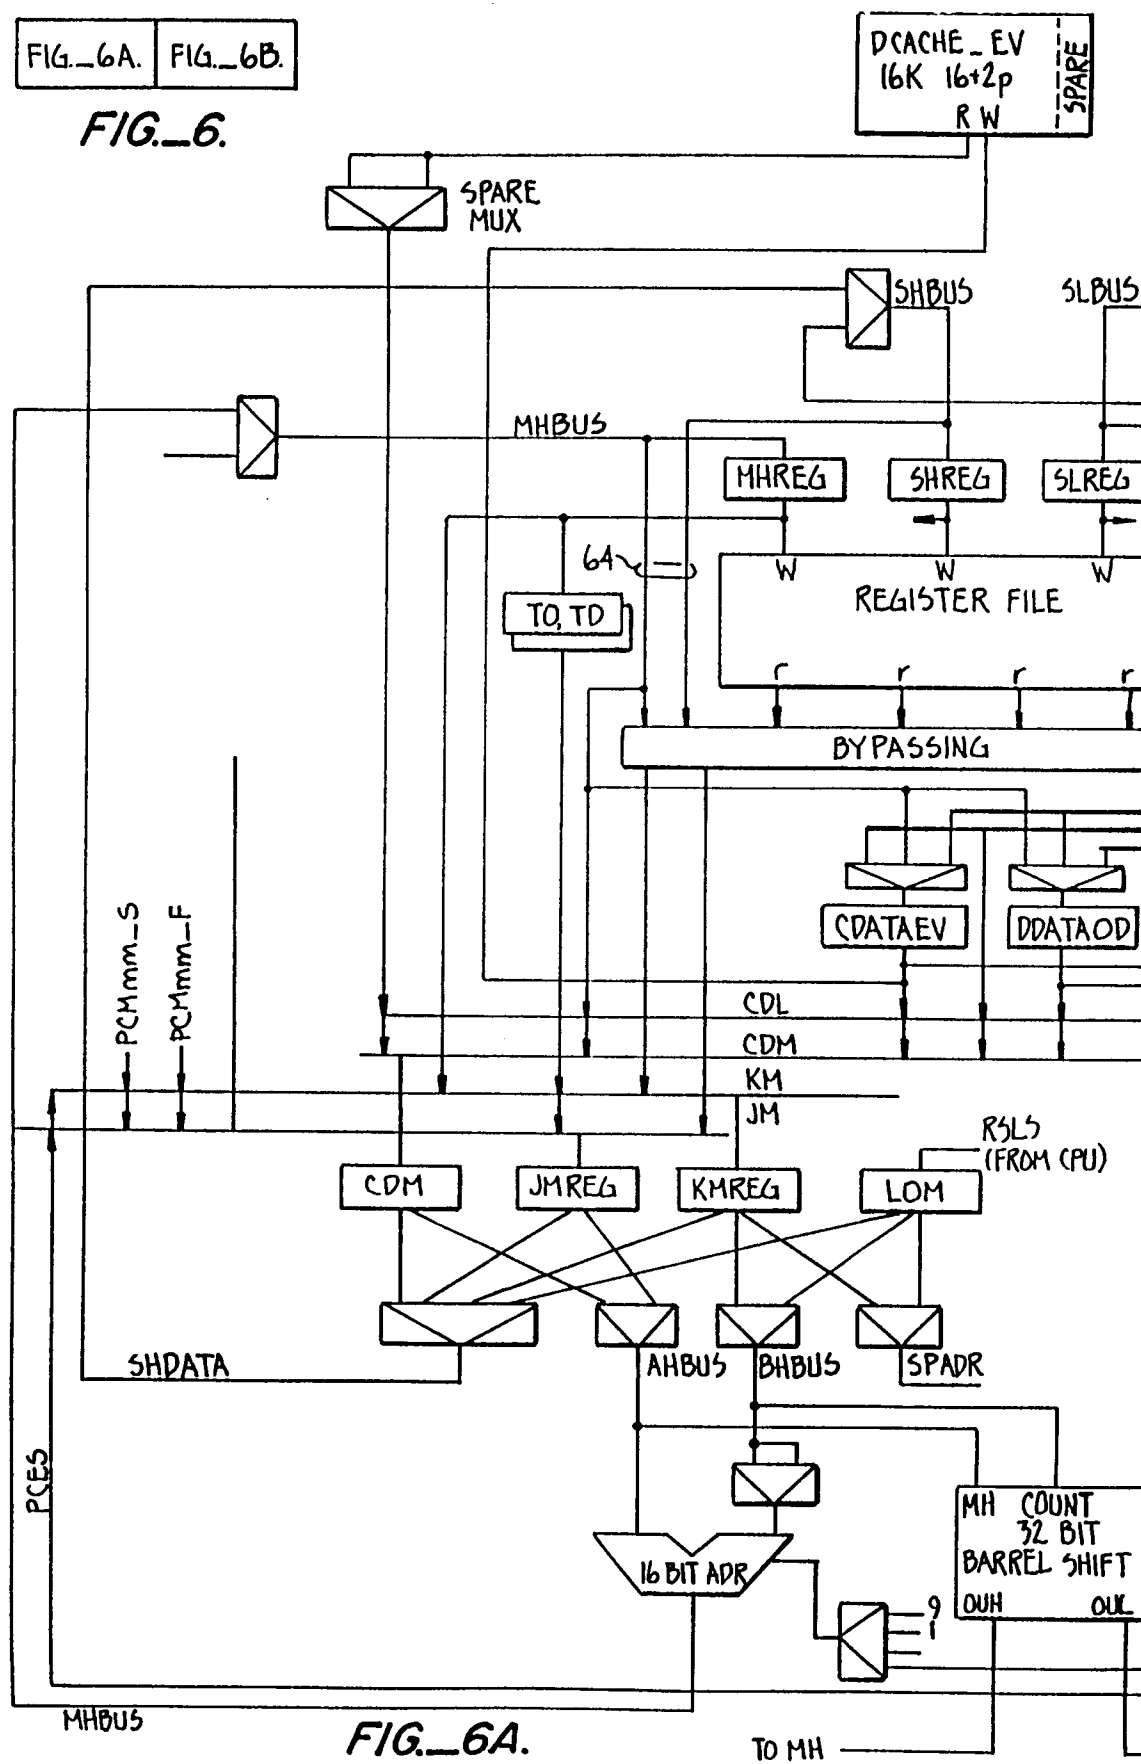 FIG._6A. FIG._6B.
FIG._6.
DCACHE_EV
16K 16+2p
R W
SPARE
SPARE
MUX
SHBUS
SLBUS
MHBUS
MHREG
SHREG
SLREG
64
W
W
W
TO, TD
REGISTER FILE
r
r
r
r
BYPASSING
PCMmm_S
PCMmm_F
CDATAEV
DDATAOD
CDL
CDM
KM
JM
RSLS
(FROM CPU)
CDM
JMREG
KMREG
LOM
SHDATA
AHBUS
BHBUS
SPADR
PCES
MH COUNT
32 BIT
BARREL SHIFT
OUH
OUL
16 BIT ADR
9
1
MHBUS
FIG._6A.
TO MH